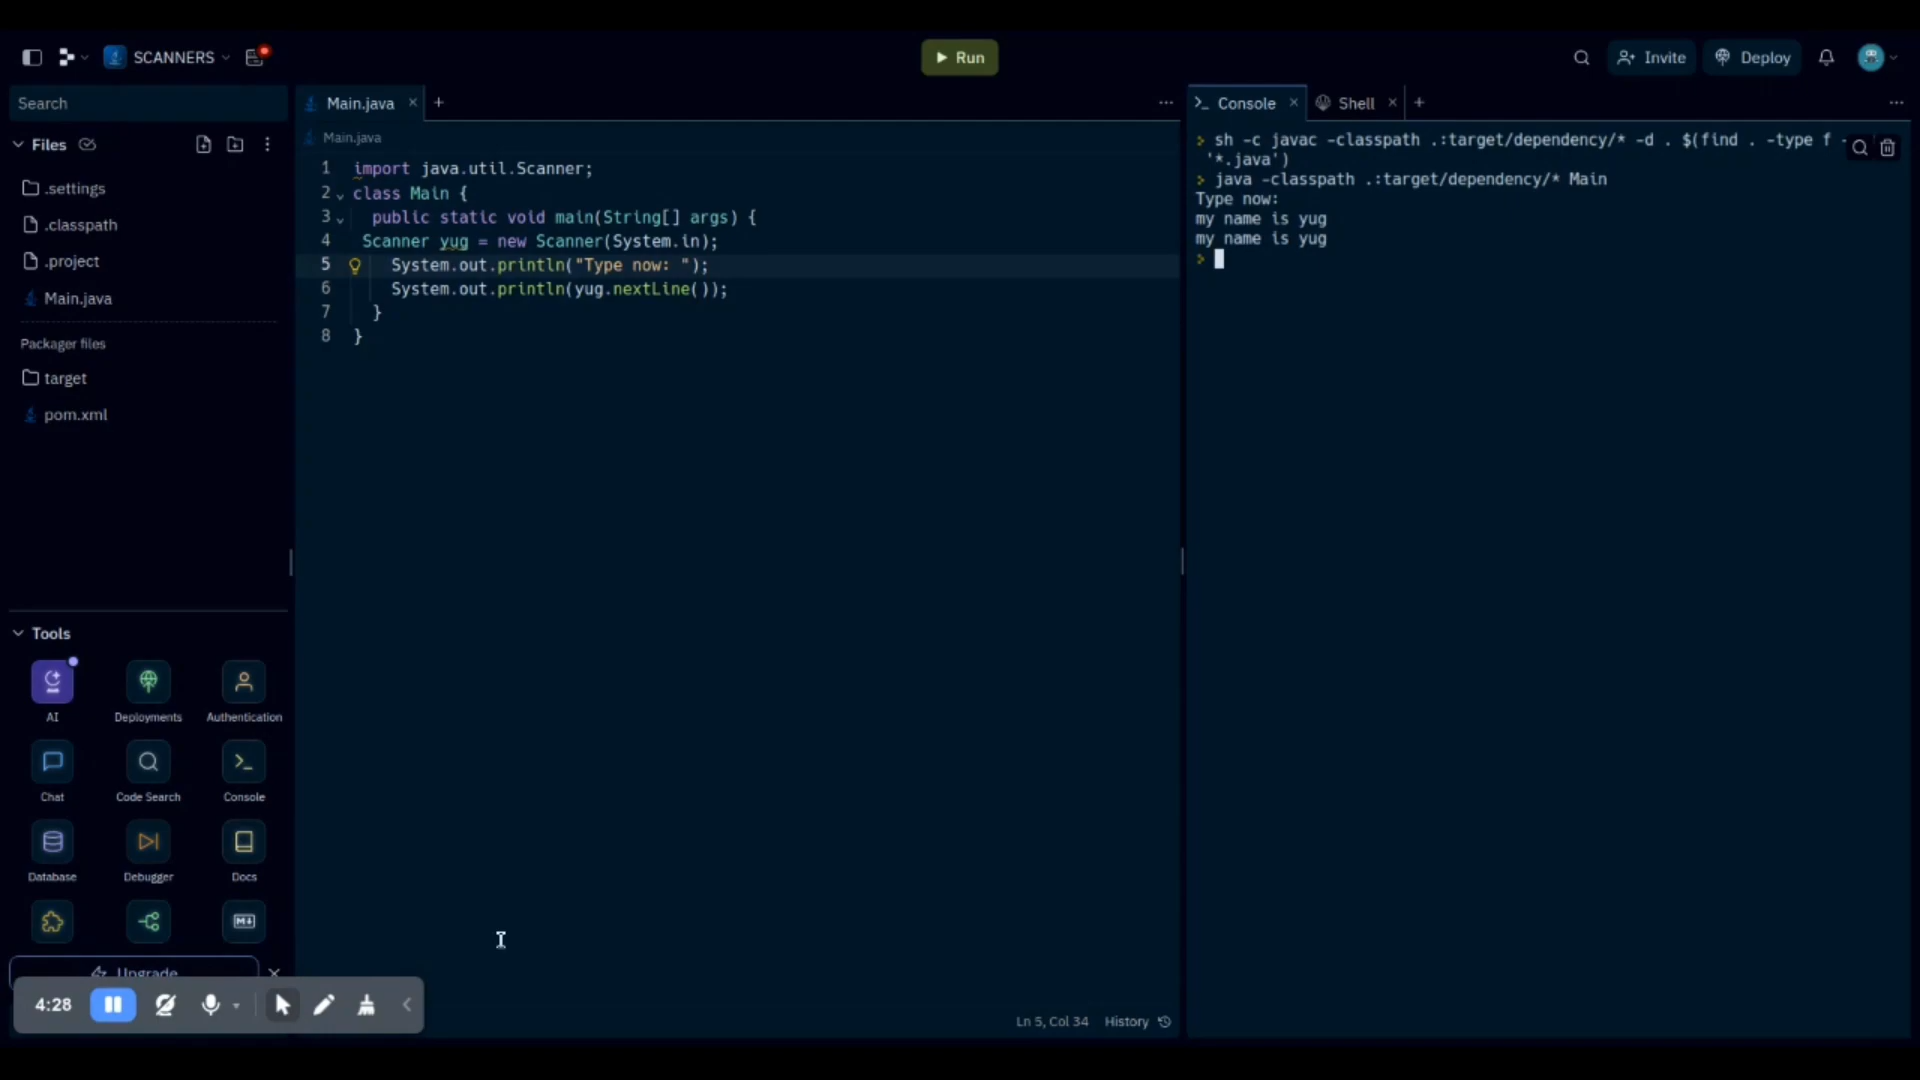 SCANNERS
Run
Invite
Deploy
Search
Files
.settings
.classpath
.project
Main.java
Packager files
target
pom.xml
Tools
AI
Deployments
Authentication
Chat
Code Search
Console
Database
Debugger
Docs
Upgrade
4:28
Main.java
Main.java
1 import java.util.Scanner;
2 class Main {
3 public static void main(String[] args) {
4 Scanner yug = new Scanner(System.in);
5 System.out.println("Type now: ");
6 System.out.println(yug.nextLine());
7 }
8 }
Ln 5, Col 34 History
>_ Console Shell
sh -c javac -classpath .:target/dependency/* -d . $(find . -type f -
'*.java')
java -classpath .:target/dependency/* Main
Type now:
my name is yug
my name is yug